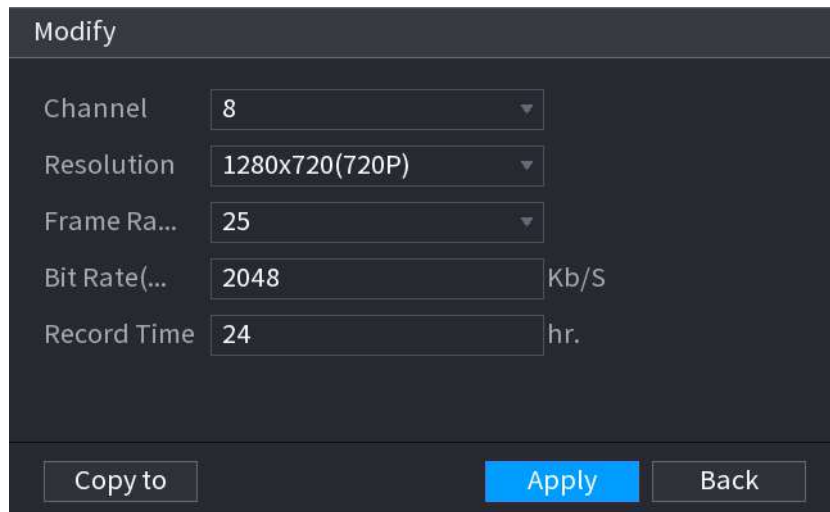 Modify
Channel 8
Resolution 1280x720(720P)
Frame Ra... 25
Bit Rate(... 2048 Kb/S
Record Time 24 hr.
Copy to Apply Back